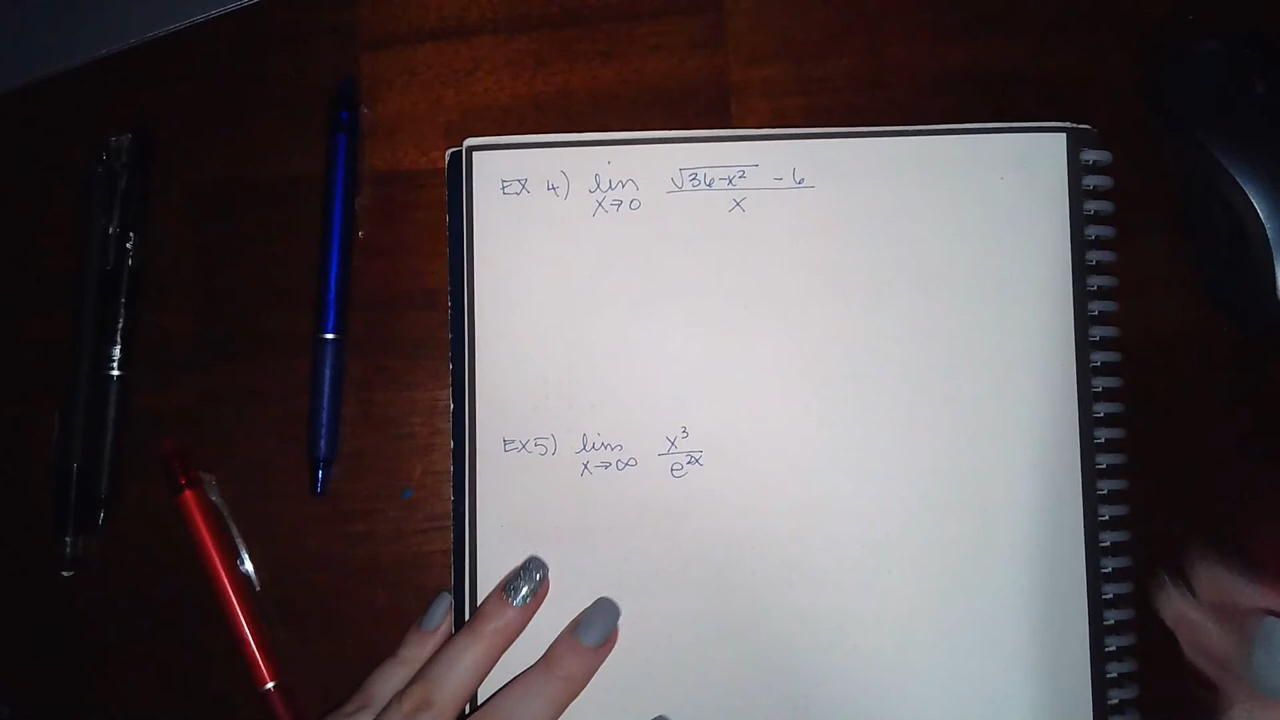 EX 4) lim x→0 √(36-x²) - 6 / x
EX5) lim x→∞ x³ / e^(2x)